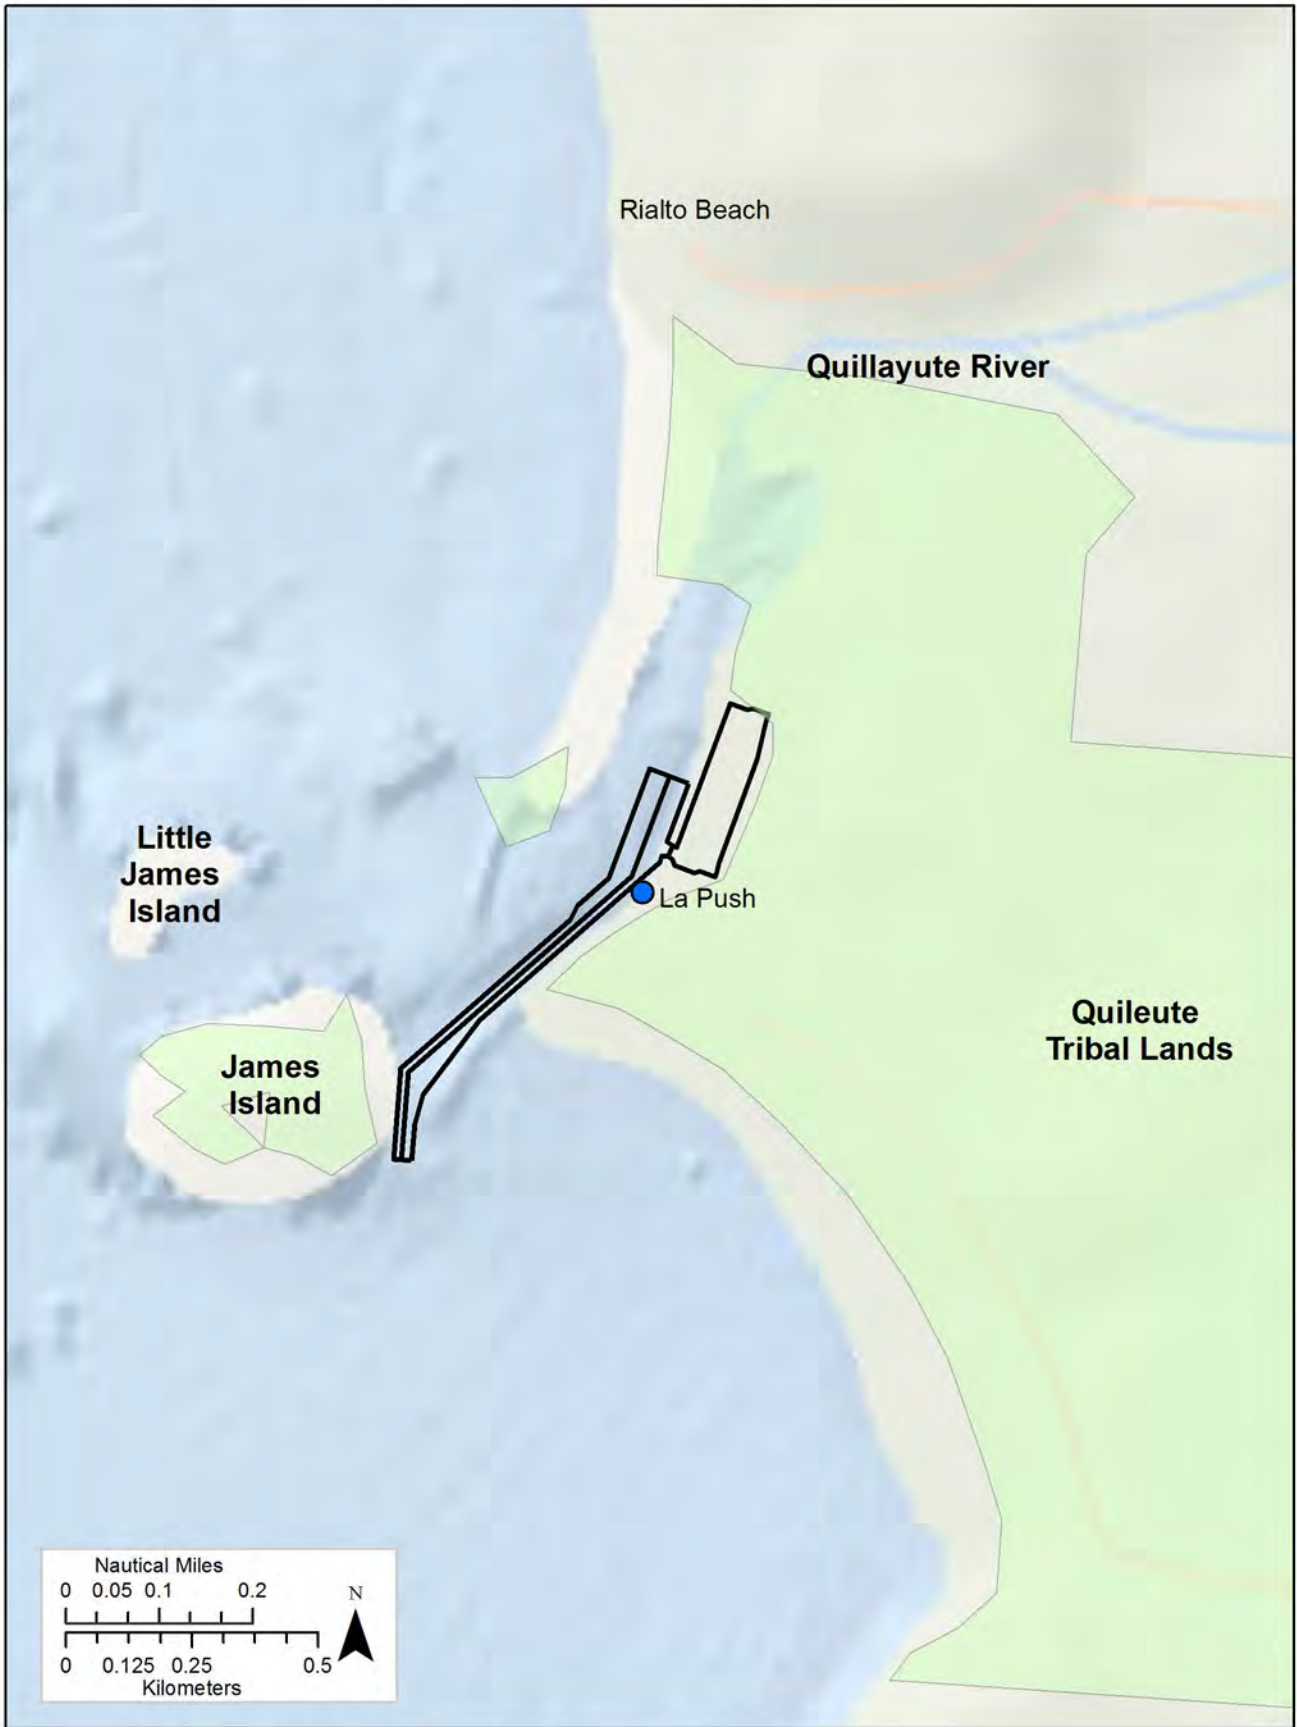 Rialto Beach
Quillayute River
Little
James
Island
La Push
Quileute
Tribal Lands
James
Island
Nautical Miles
0 0.05 0.1 0.2
N
0 0.125 0.25 0.5
Kilometers